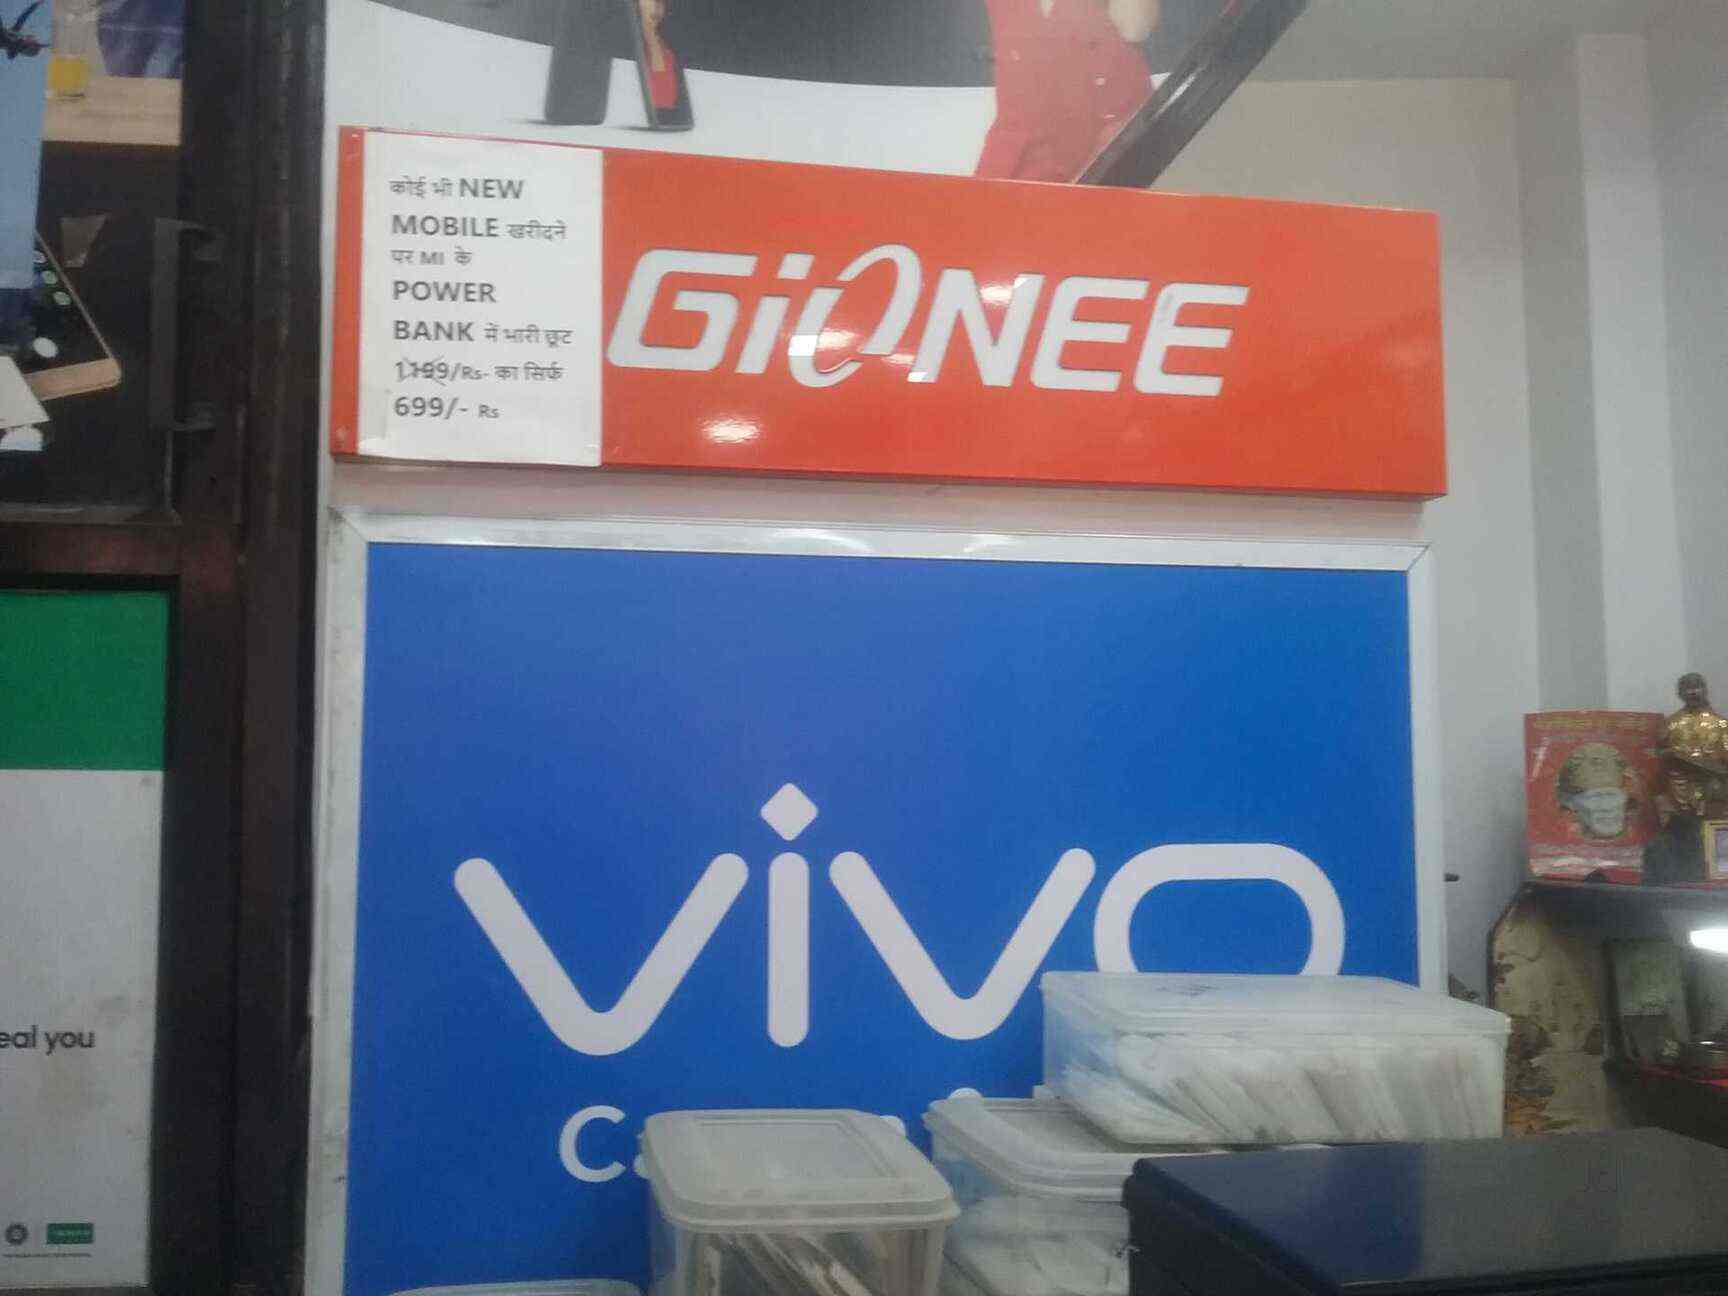 कोई भी NEW
MOBILE खरीदने
पर MI के
POWER
BANK में भारी छूट
1199/Rs- का सिर्फ
699/- Rs
GIONEE
vivo
eal you